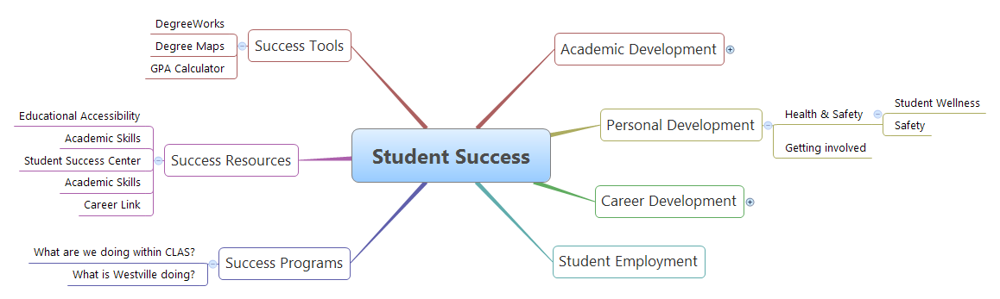 Student Success
Success Tools
DegreeWorks
Degree Maps
GPA Calculator
Success Resources
Educational Accessibility
Academic Skills
Student Success Center
Academic Skills
Career Link
Success Programs
What are we doing within CLAS?
What is Westville doing?
Academic Development
Personal Development
Health & Safety
Student Wellness
Safety
Getting involved
Career Development
Student Employment